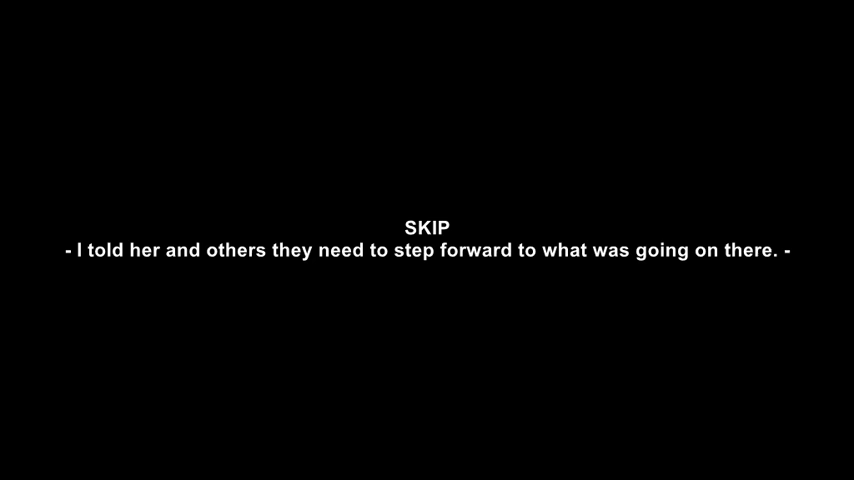 SKIP
- I told her and others they need to step forward to what was going on there. -